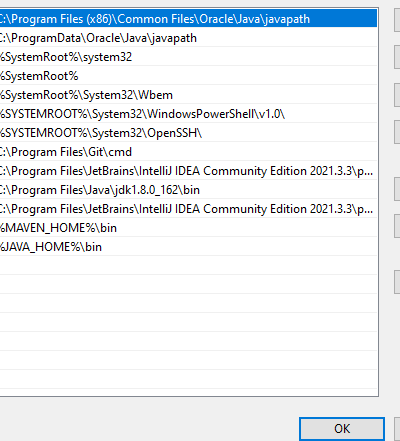 C:\Program Files (x86)\Common Files\Oracle\Java\javapath
C:\ProgramData\Oracle\Java\javapath
%SystemRoot%\system32
%SystemRoot%
%SystemRoot%\System32\Wbem
%SYSTEMROOT%\System32\WindowsPowerShell\v1.0\
%SYSTEMROOT%\System32\OpenSSH\
C:\Program Files\Git\cmd
C:\Program Files\JetBrains\IntelliJ IDEA Community Edition 2021.3.3\p...
C:\Program Files\Java\jdk1.8.0_162\bin
C:\Program Files\JetBrains\IntelliJ IDEA Community Edition 2021.3.3\p...
%MAVEN_HOME%\bin
%JAVA_HOME%\bin
OK